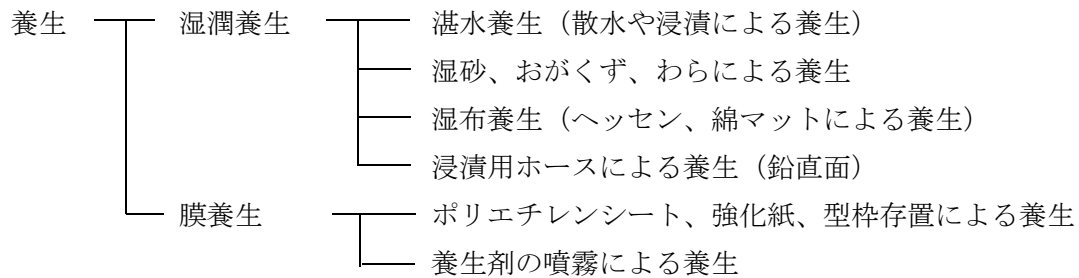 養生 湿潤養生 湛水養生（散水や浸漬による養生）
湿砂、おがくず、わらによる養生
湿布養生（ヘッセン、綿マットによる養生）
浸漬用ホースによる養生（鉛直面）
膜養生 ポリエチレンシート、強化紙、型枠存置による養生
養生剤の噴霧による養生